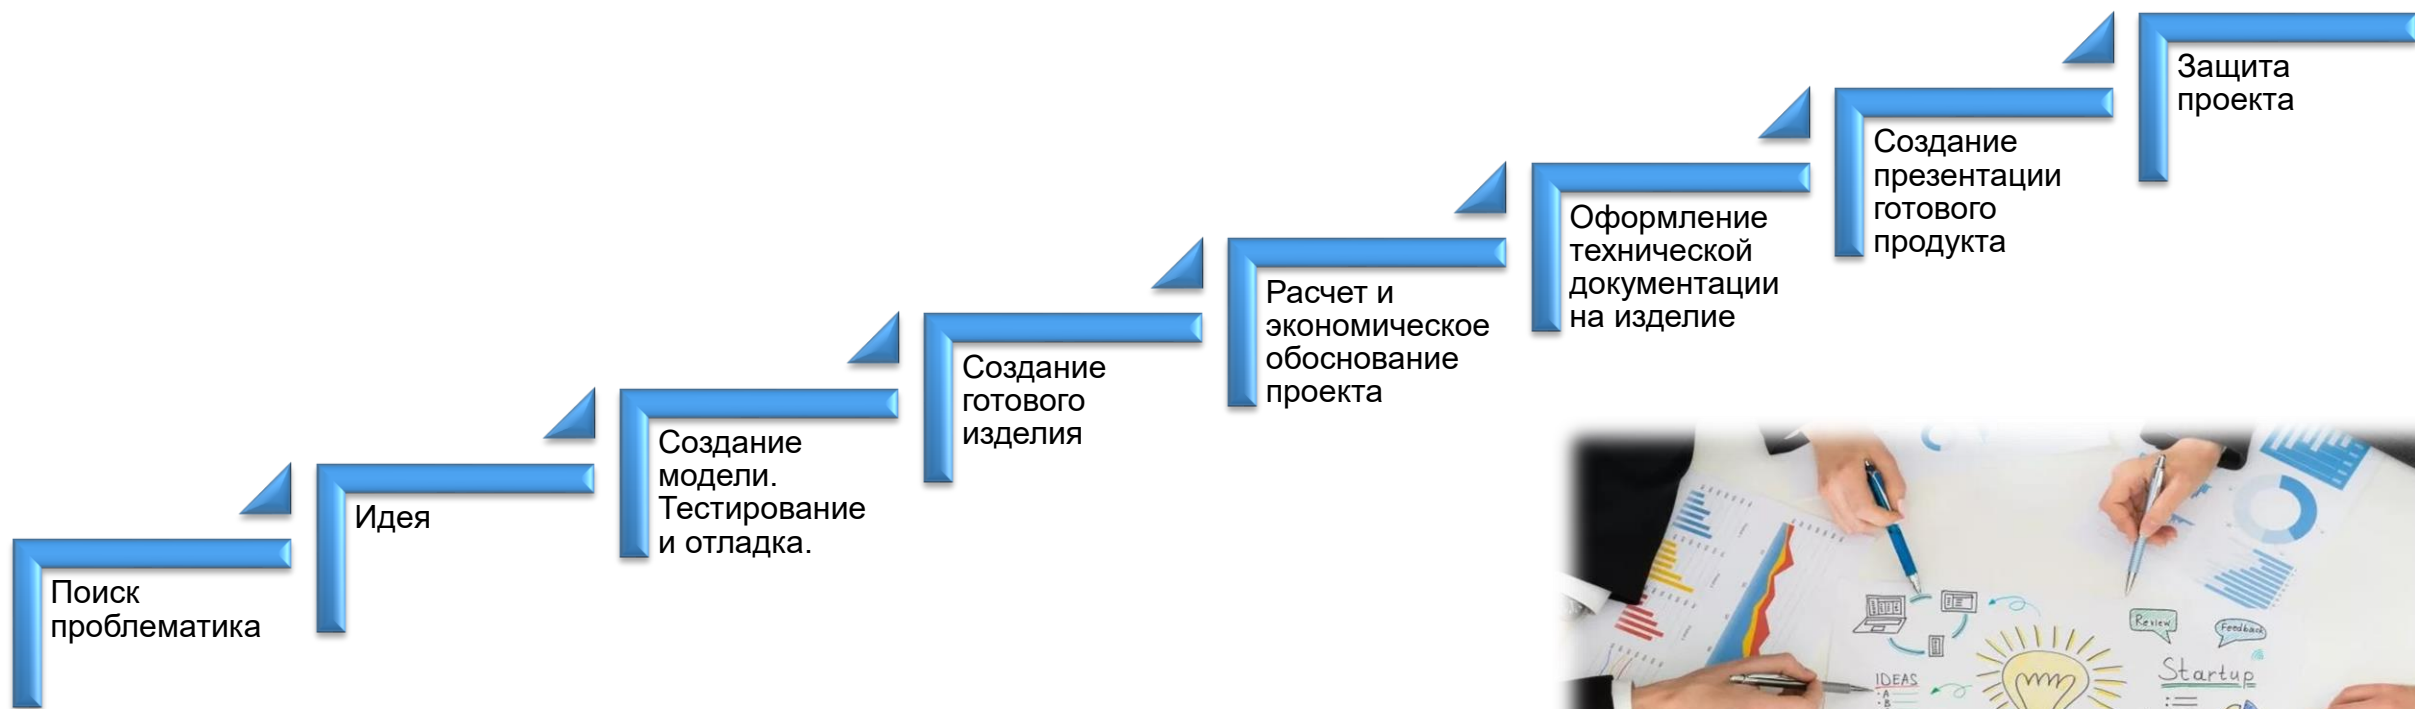 Поиск
проблематика
Идея
Создание
модели.
Тестирование
и отладка.
Создание
готового
изделия
Расчет и
экономическое
обоснование
проекта
Оформление
технической
документации
на изделие
Создание
презентации
готового
продукта
Защита
проекта
Review
Feedback
IDEAS
A
B
Startup